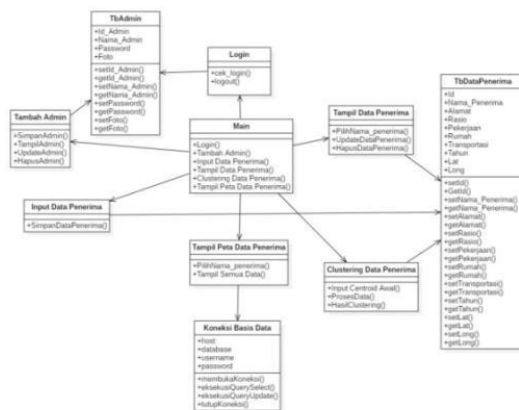 TbAdmin
+Id_Admin
+Nama_Admin
+Password
+Foto
+setId_Admin()
+getId_Admin()
+setNama_Admin()
+getNama_Admin()
+setPassword()
+getPassword()
+setFoto()
+getFoto()
Login
+cek_login()
+logout()
Tambah Admin
+SimpanAdmin()
+TampilAdmin()
+UpdateAdmin()
+HapusAdmin()
Main
+Login()
+Tambah Admin()
+Input Data Penerima()
+Tampil Data Penerima()
+Clustering Data Penerima()
+Tampil Peta Data Penerima()
Tampil Data Penerima
+PilihNama_penerima()
+UpdateDataPenerima()
+HapusDataPenerima()
TbDataPenerima
+Id
+Nama_Penerima
+Alamat
+Rasio
+Pekerjaan
+Rumah
+Transportasi
+Tahun
+Lat
+Long
+setId()
+GatId()
+setNama_Penerima()
+getNama_Penerima()
+setAlamat()
+getAlamat()
+setRasio()
+getRasio()
+setPekerjaan()
+getPekerjaan()
+setRumah()
+getRumah()
+setTransportasi()
+getTransportasi()
+setTahun()
+getTahun()
+setLat()
+getLat()
+setLong()
+getLong()
Input Data Penerima
+SimpanDataPenerima()
Tampil Peta Data Penerima
+PilihNama_penerima()
+Tampil Semua Data()
Clustering Data Penerima
+Input Centroid Awal()
+ProsesData()
+HasilClustering()
Koneksi Basis Data
+host
+database
+username
+password
+membukaKoneksi()
+eksekusiQuerySelect()
+eksekusiQueryUpdate()
+tutupKoneksi()